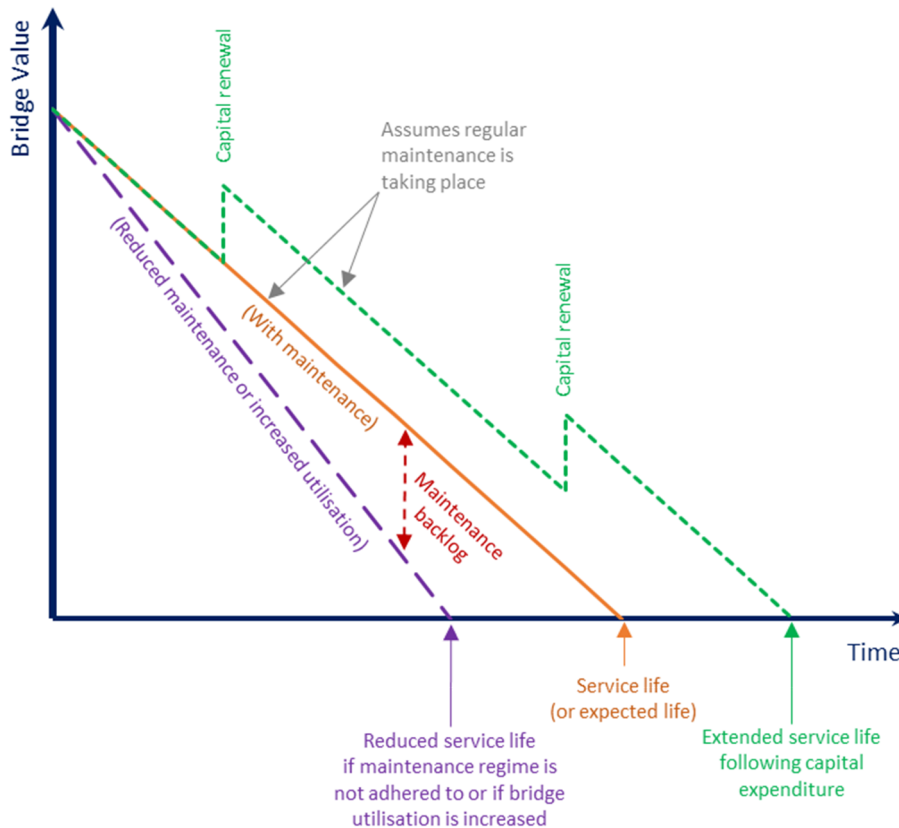 Bridge Value
Capital renewal
Assumes regular
maintenance is
taking place
Capital renewal
(Reduced maintenance or increased utilisation)
(With maintenance)
Maintenance
backlog
Time
Reduced service life
if maintenance regime is
not adhered to or if bridge
utilisation is increased
Service life
(or expected life)
Extended service life
following capital
expenditure